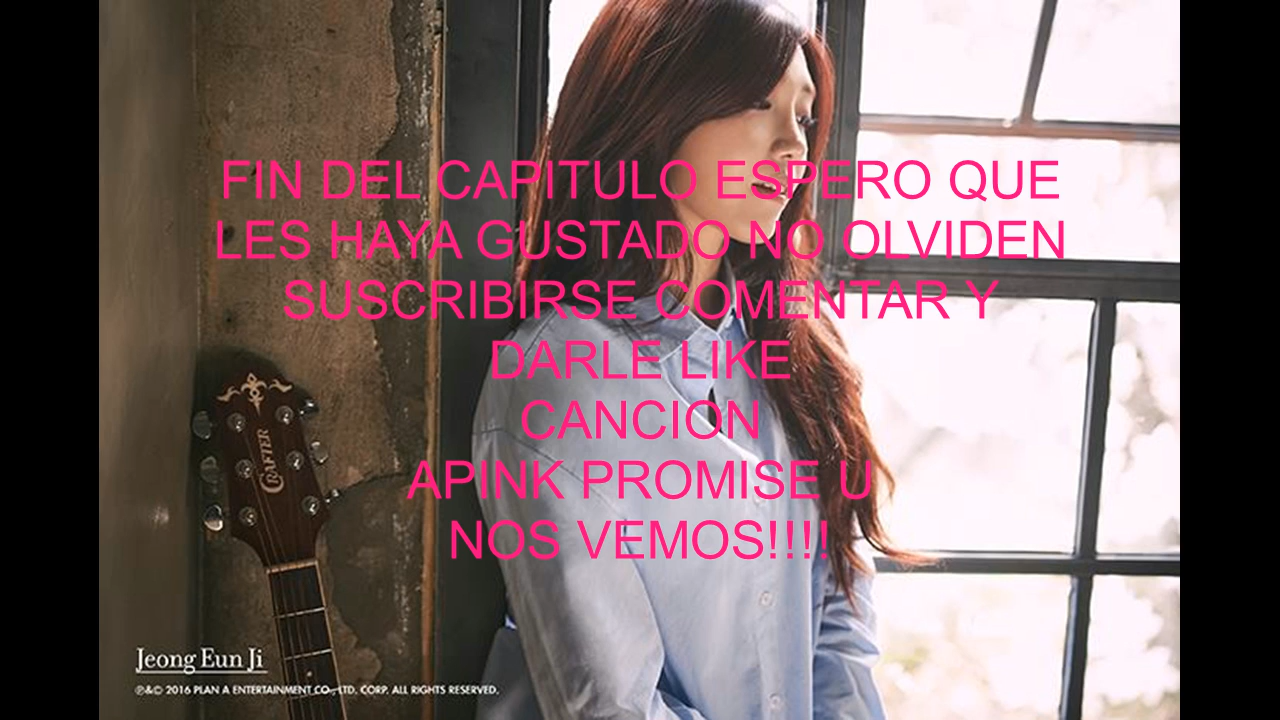 FIN DEL CAPITULO ESPERO QUE
LES HAYA GUSTADO NO OLVIDEN
SUSCRIBIRSE COMENTAR Y
DARLE LIKE
CANCION
APINK PROMISE U
NOS VEMOS!!!!
CRAFTER
Jeong Eun Ji
℗&© 2016 PLAN A ENTERTAINMENT CO., LTD. CORP. ALL RIGHTS RESERVED.